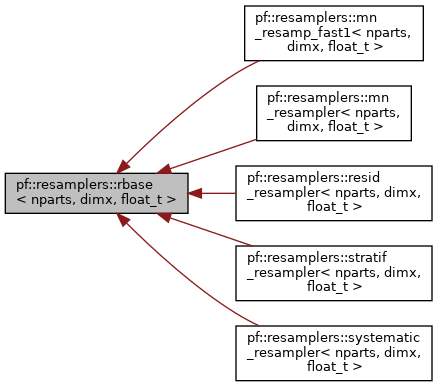 pf::resamplers::mn
_resamp_fast1< nparts,
dimx, float_t >
pf::resamplers::mn
_resampler< nparts,
dimx, float_t >
pf::resamplers::rbase
< nparts, dimx, float_t >
pf::resamplers::resid
_resampler< nparts, dimx,
float_t >
pf::resamplers::stratif
_resampler< nparts, dimx,
float_t >
pf::resamplers::systematic
_resampler< nparts, dimx,
float_t >